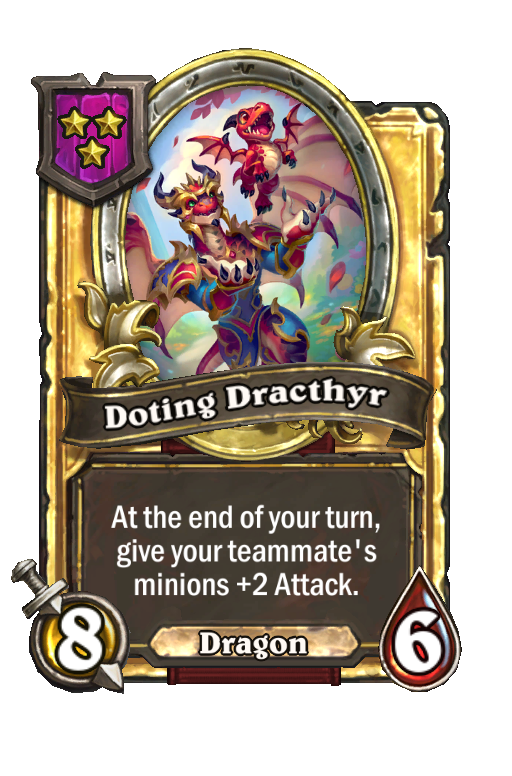 Doting Dracthyr
At the end of your turn,
give your teammate's
minions +2 Attack.
8
Dragon
6